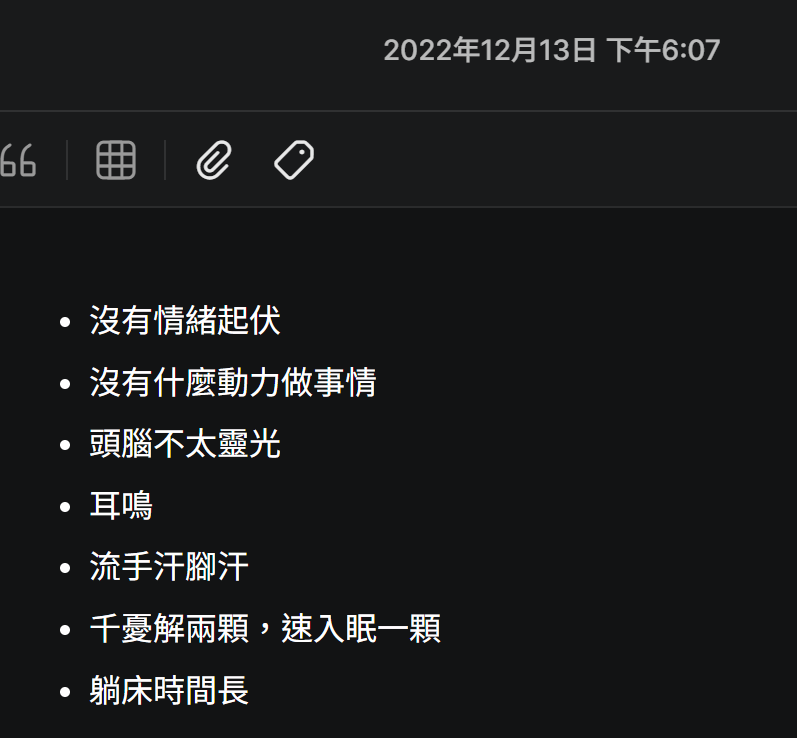 2022年12月13日 下午6:07
沒有情緒起伏
沒有什麼動力做事情
頭腦不太靈光
耳鳴
流手汗腳汗
千憂解兩顆，速入眠一顆
躺床時間長